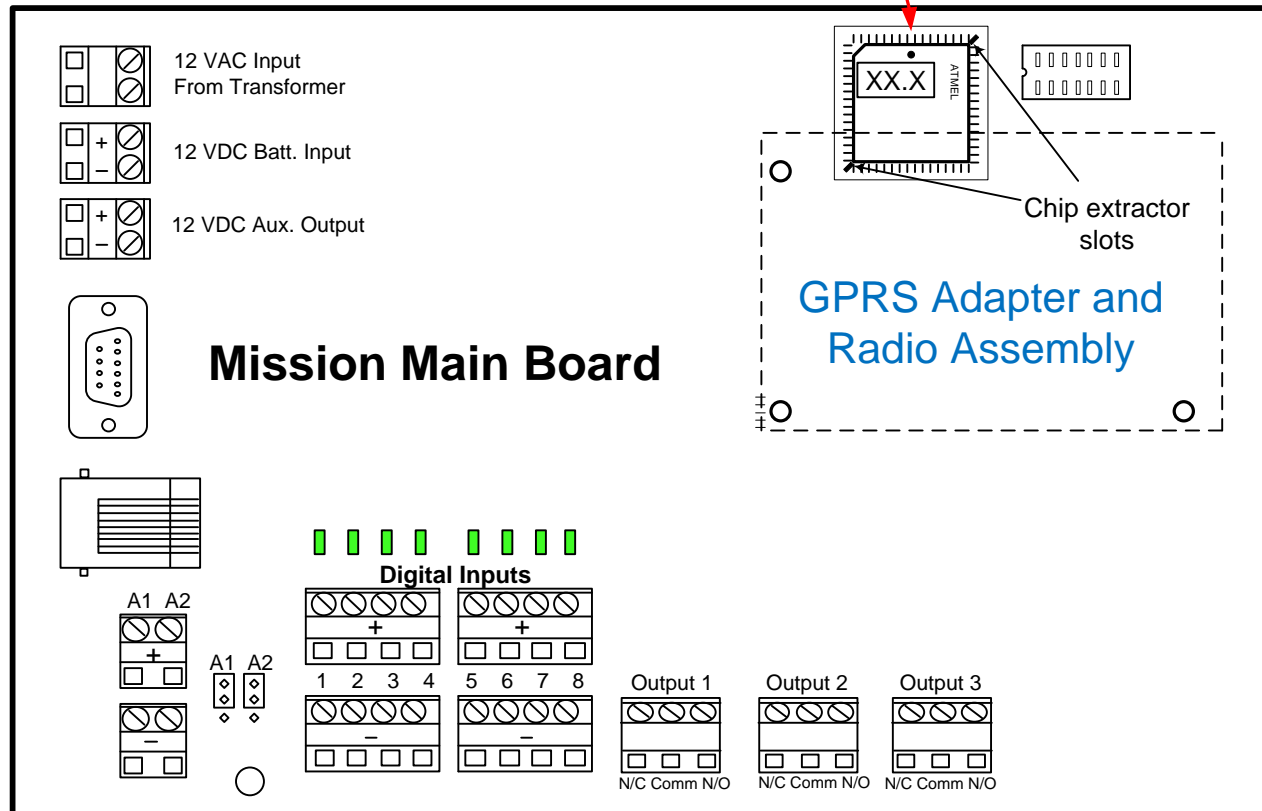 12 VAC Input
From Transformer
12 VDC Batt. Input
12 VDC Aux. Output
XX.X
ATMEL
Chip extractor
slots
GPRS Adapter and
Radio Assembly
Mission Main Board
Digital Inputs
A1 A2
+ +
A1 A2
1 2 3 4 5 6 7 8
Output 1 Output 2 Output 3
N/C Comm N/O N/C Comm N/O N/C Comm N/O